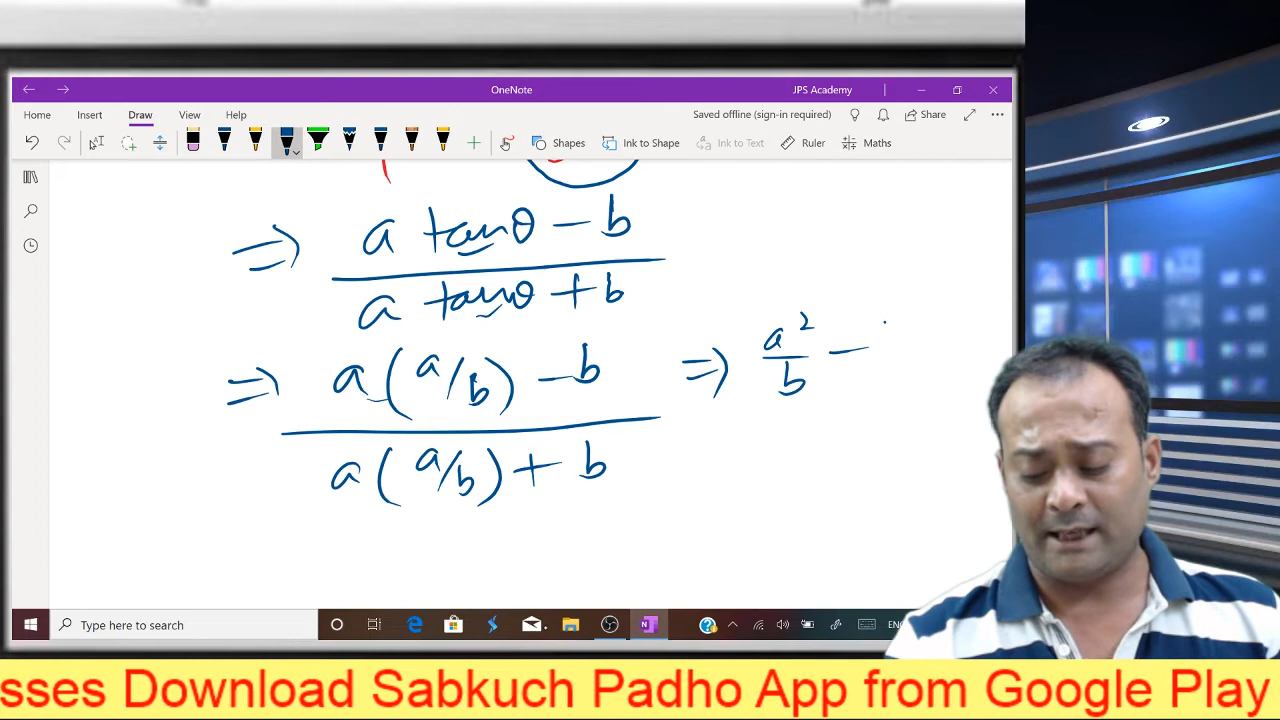 OneNote
JPS Academy
Home Insert Draw View Help
Saved offline (sign-in required)
Share
Shapes
Ink to Shape
Ink to Text
Ruler
Maths
⇒ a tanθ − b
a tanθ + b
⇒ a (a/b) − b
a (a/b) + b
⇒ a² −
b
Type here to search
ENG
sses Download Sabkuch Padho App from Google Play